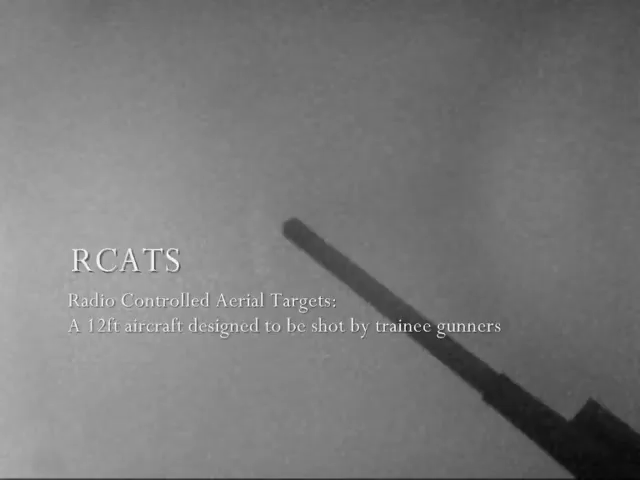 RCATS
Radio Controlled Aerial Targets:
A 12ft aircraft designed to be shot by trainee gunners